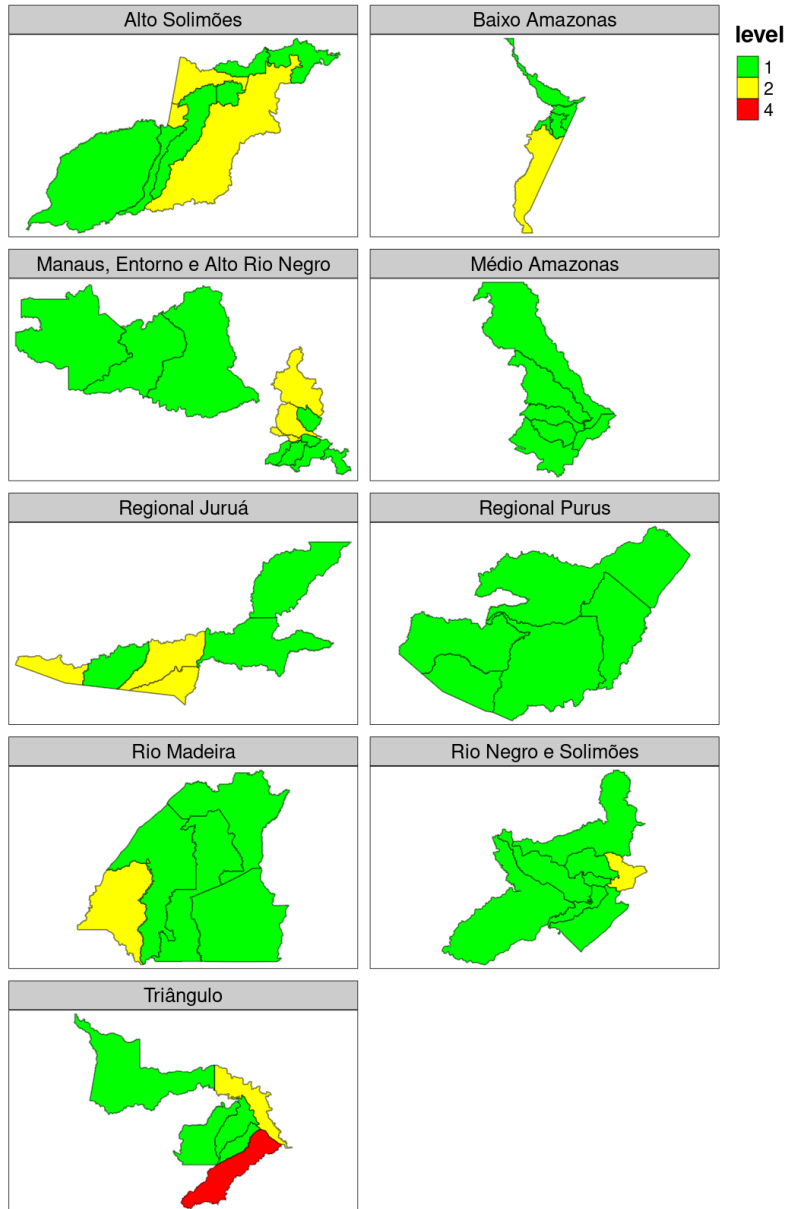 Alto Solimões
Baixo Amazonas
level
1
2
4
Manaus, Entorno e Alto Rio Negro
Médio Amazonas
Regional Juruá
Regional Purus
Rio Madeira
Rio Negro e Solimões
Triângulo